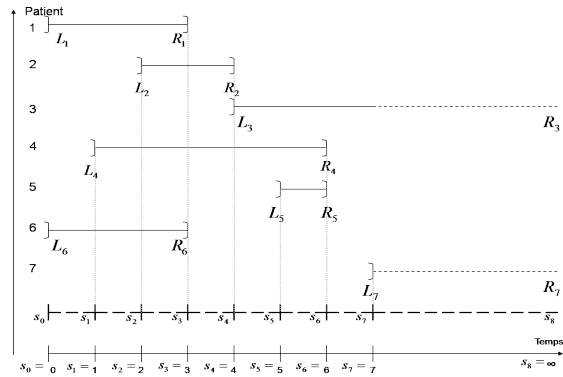 Patient
1
L₁ R₁
2
L₂ R₂
3
L₃ R₃
4
L₄ R₄
5
L₅ R₅
6
L₆ R₆
7
L₇ R₇
s₀ s₁ s₂ s₃ s₄ s₅ s₆ s₇ s₈
Temps
s₀ = 0 s₁ = 1 s₂ = 2 s₃ = 3 s₄ = 4 s₅ = 5 s₆ = 6 s₇ = 7 s₈ = ∞